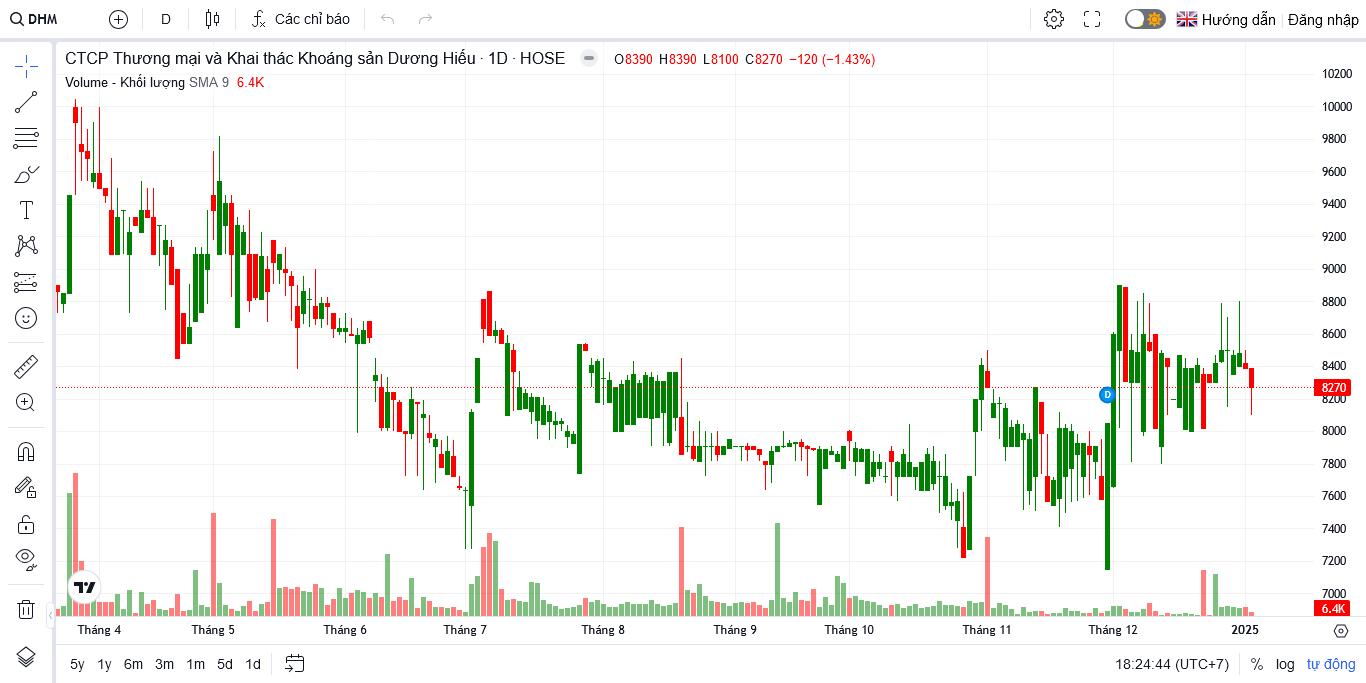 DHM D Các chỉ báo Hướng dẫn Đăng nhập
CTCP Thương mại và Khai thác Khoáng sản Dương Hiếu · 1D · HOSE O8390 H8390 L8100 C8270 −120 (−1.43%)
Volume - Khối lượng SMA 9 6.4K
10200
10000
9800
9600
9400
9200
9000
8800
8600
8400
8270
8200
D
8000
7800
7600
7400
7200
7000
6.4K
Tháng 4 Tháng 5 Tháng 6 Tháng 7 Tháng 8 Tháng 9 Tháng 10 Tháng 11 Tháng 12 2025
5y 1y 6m 3m 1m 5d 1d 18:24:44 (UTC+7) % log tự động